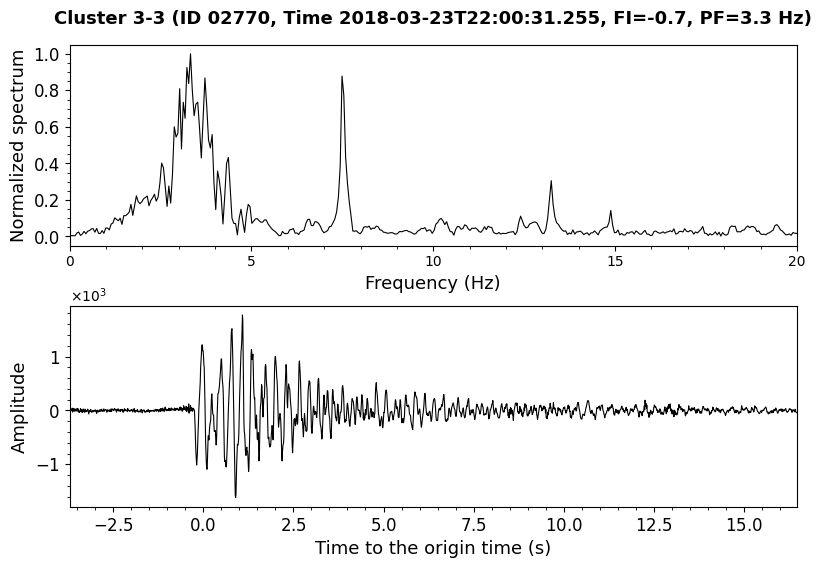 Cluster 3-3 (ID 02770, Time 2018-03-23T22:00:31.255, FI=-0.7, PF=3.3 Hz)
1.0
0.8
0.6
0.4
0.2
0.0
Normalized spectrum
0 5 10 15 20
Frequency (Hz)
×10³
1
0
−1
Amplitude
−2.5 0.0 2.5 5.0 7.5 10.0 12.5 15.0
Time to the origin time (s)